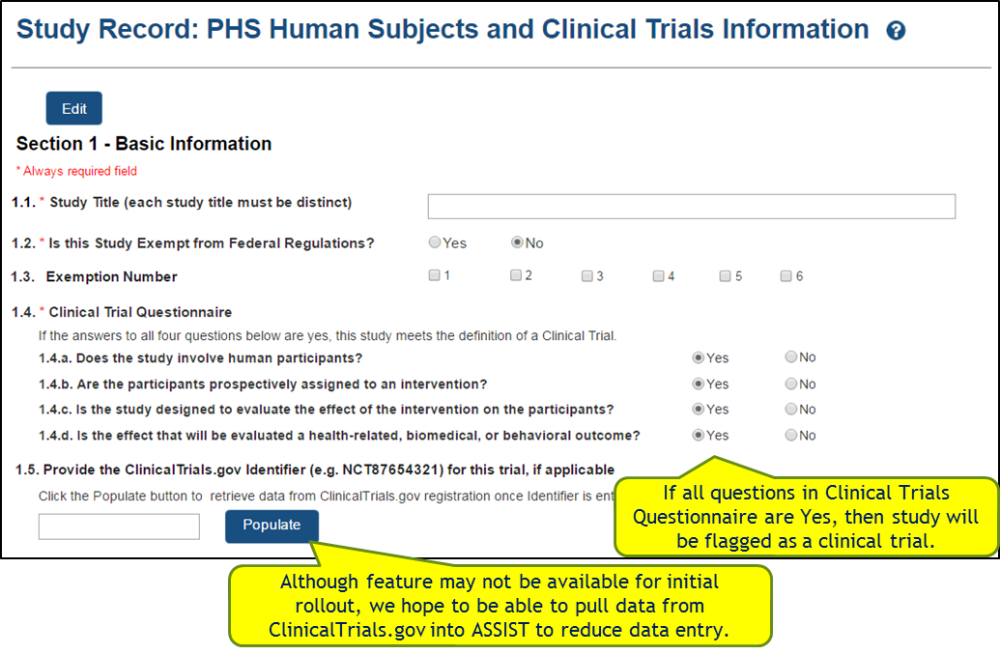 Study Record: PHS Human Subjects and Clinical Trials Information ?
Edit
Section 1 - Basic Information
* Always required field
1.1. * Study Title (each study title must be distinct)
1.2. * Is this Study Exempt from Federal Regulations? Yes No
1.3. Exemption Number 1 2 3 4 5 6
1.4. * Clinical Trial Questionnaire
If the answers to all four questions below are yes, this study meets the definition of a Clinical Trial.
1.4.a. Does the study involve human participants? Yes No
1.4.b. Are the participants prospectively assigned to an intervention? Yes No
1.4.c. Is the study designed to evaluate the effect of the intervention on the participants? Yes No
1.4.d. Is the effect that will be evaluated a health-related, biomedical, or behavioral outcome? Yes No
1.5. Provide the ClinicalTrials.gov Identifier (e.g. NCT87654321) for this trial, if applicable
Click the Populate button to retrieve data from ClinicalTrials.gov registration once Identifier is
Populate
If all questions in Clinical Trials
Questionnaire are Yes, then study will
be flagged as a clinical trial.
Although feature may not be available for initial
rollout, we hope to be able to pull data from
ClinicalTrials.gov into ASSIST to reduce data entry.